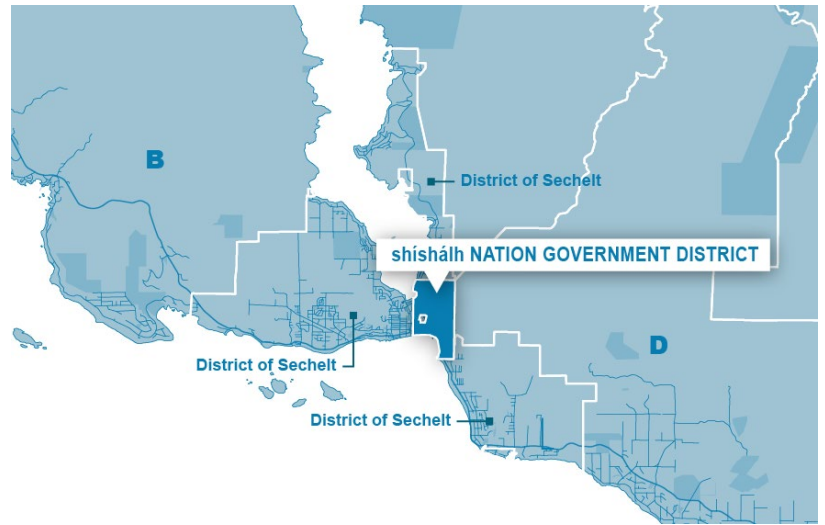 B
District of Sechelt
shíshálh NATION GOVERNMENT DISTRICT
D
District of Sechelt
District of Sechelt